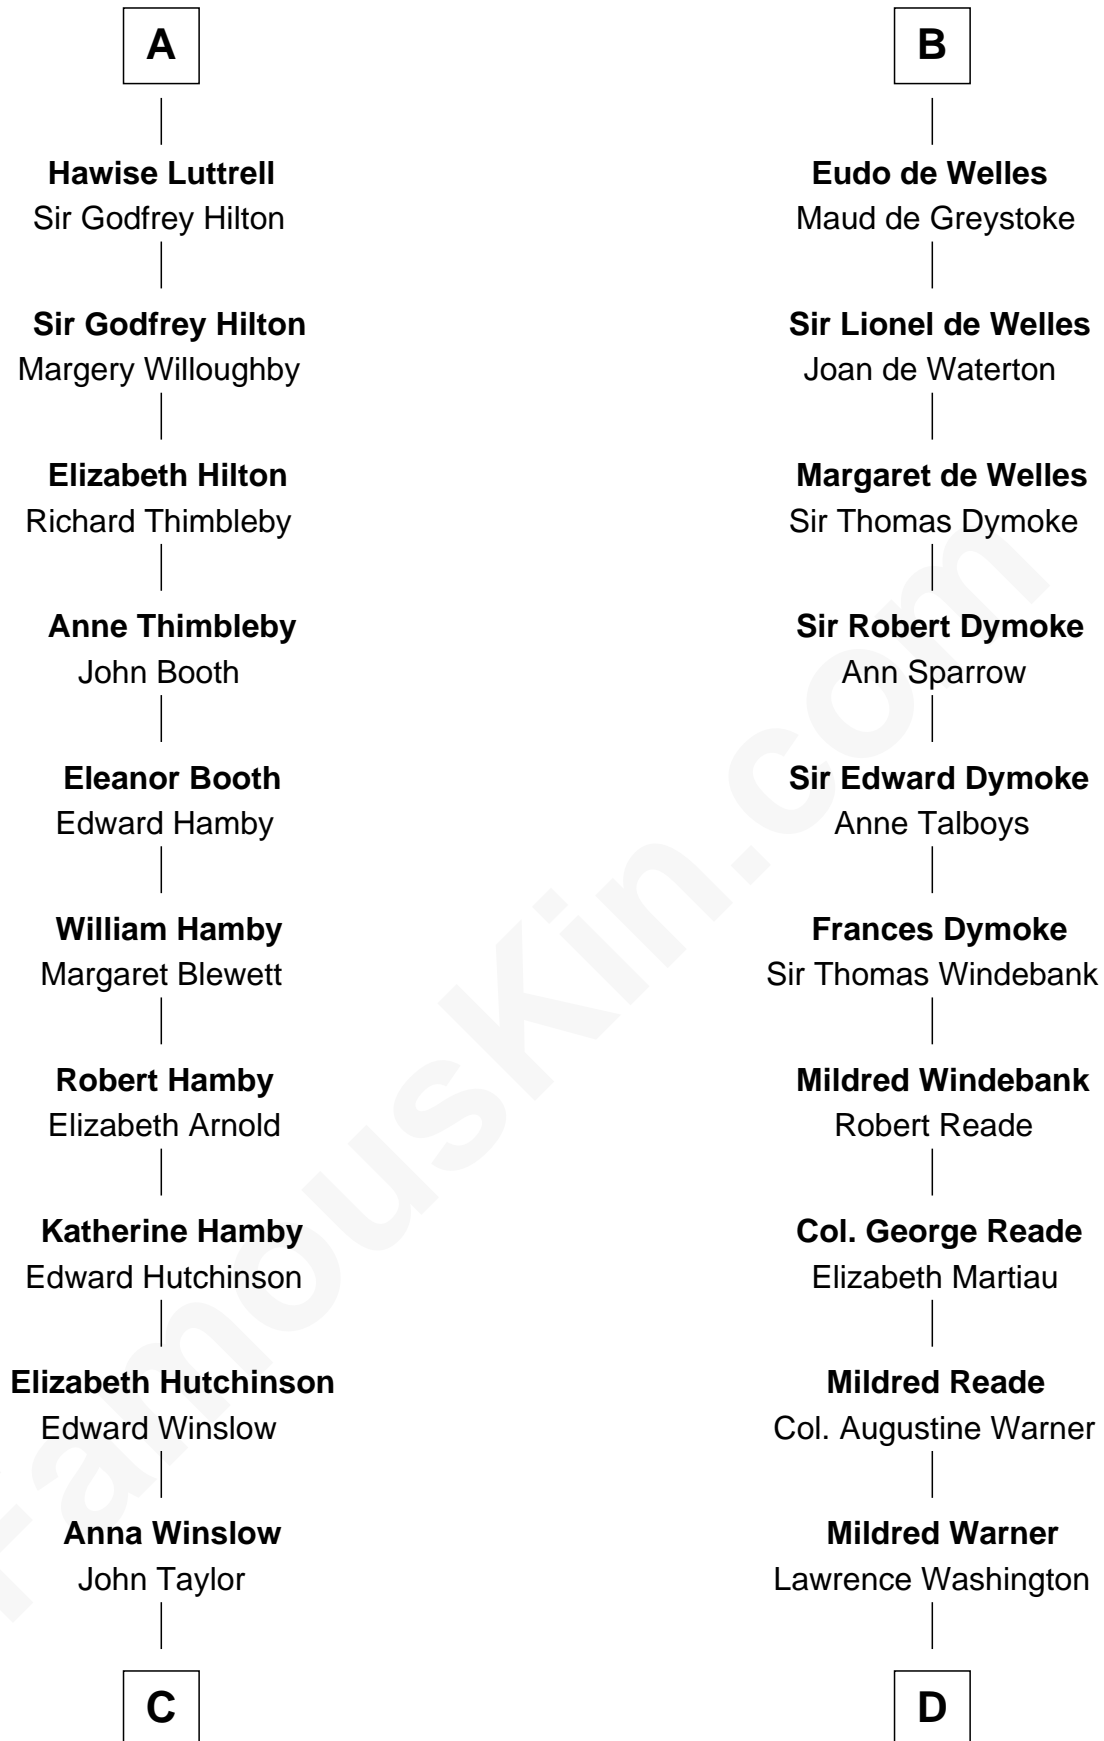 A
Hawise Luttrell
Sir Godfrey Hilton
Sir Godfrey Hilton
Margery Willoughby
Elizabeth Hilton
Richard Thimbleby
Anne Thimbleby
John Booth
Eleanor Booth
Edward Hamby
William Hamby
Margaret Blewett
Robert Hamby
Elizabeth Arnold
Katherine Hamby
Edward Hutchinson
Elizabeth Hutchinson
Edward Winslow
Anna Winslow
John Taylor
C
B
Eudo de Welles
Maud de Greystoke
Sir Lionel de Welles
Joan de Waterton
Margaret de Welles
Sir Thomas Dymoke
Sir Robert Dymoke
Ann Sparrow
Sir Edward Dymoke
Anne Talboys
Frances Dymoke
Sir Thomas Windebank
Mildred Windebank
Robert Reade
Col. George Reade
Elizabeth Martiau
Mildred Reade
Col. Augustine Warner
Mildred Warner
Lawrence Washington
D
FamousKin.com